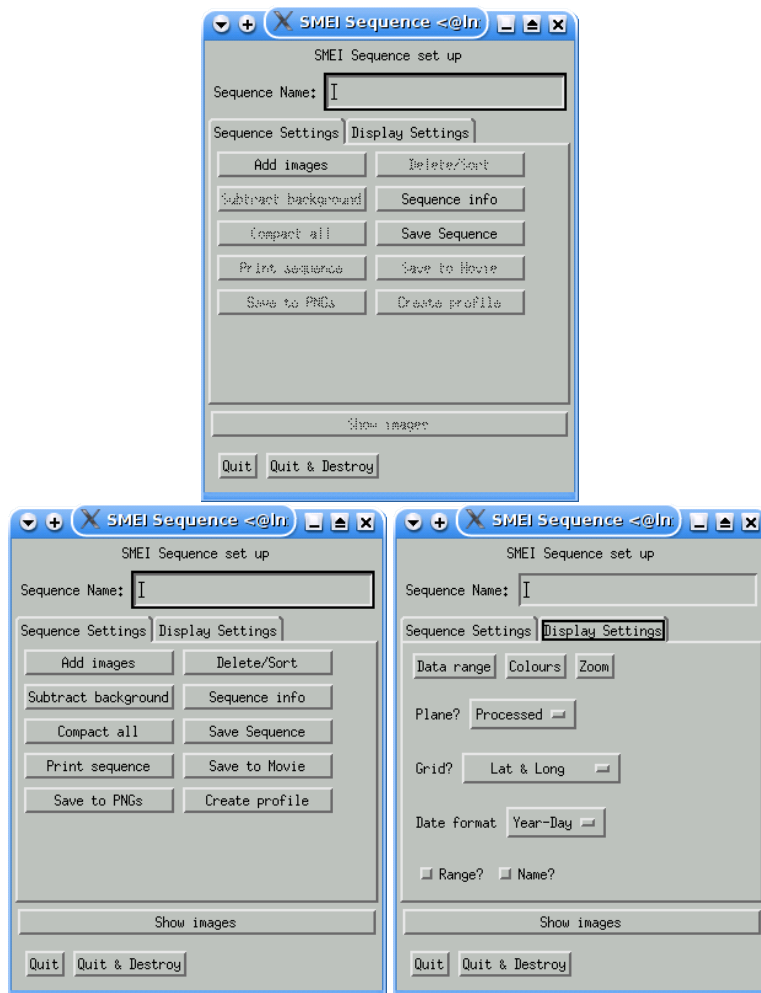 SMEI Sequence <@ln:
SMEI Sequence set up
Sequence Name:
Sequence Settings Display Settings
Add images Delete/Sort
Subtract background Sequence info
Compact all Save Sequence
Print sequence Save to Movie
Save to PNGs Create profile
Show images
Quit Quit & Destroy
SMEI Sequence <@ln:
SMEI Sequence set up
Sequence Name:
Sequence Settings Display Settings
Add images Delete/Sort
Subtract background Sequence info
Compact all Save Sequence
Print sequence Save to Movie
Save to PNGs Create profile
Show images
Quit Quit & Destroy
SMEI Sequence <@ln:
SMEI Sequence set up
Sequence Name:
Sequence Settings Display Settings
Data range Colours Zoom
Plane? Processed
Grid? Lat & Long
Date format Year-Day
Range? Name?
Show images
Quit Quit & Destroy